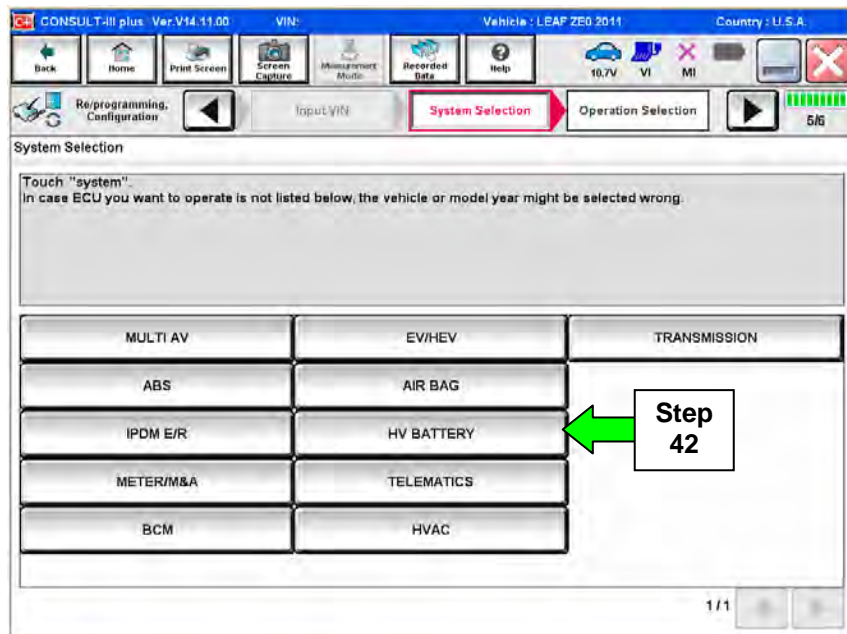 CONSULT-III plus Ver.V14.11.00 VIN: Vehicle : LEAF ZE0 2011 Country : U.S.A.
Back
Home
Print Screen
Screen
Capture
Measurement
Mode
Recorded
Data
Help
10.7V
VI
MI
Re/programming,
Configuration
Input VIN
System Selection
Operation Selection
5/6
System Selection
Touch "system".
In case ECU you want to operate is not listed below, the vehicle or model year might be selected wrong.
MULTI AV
EV/HEV
TRANSMISSION
ABS
AIR BAG
IPDM E/R
HV BATTERY
Step
42
METER/M&A
TELEMATICS
BCM
HVAC
1/1